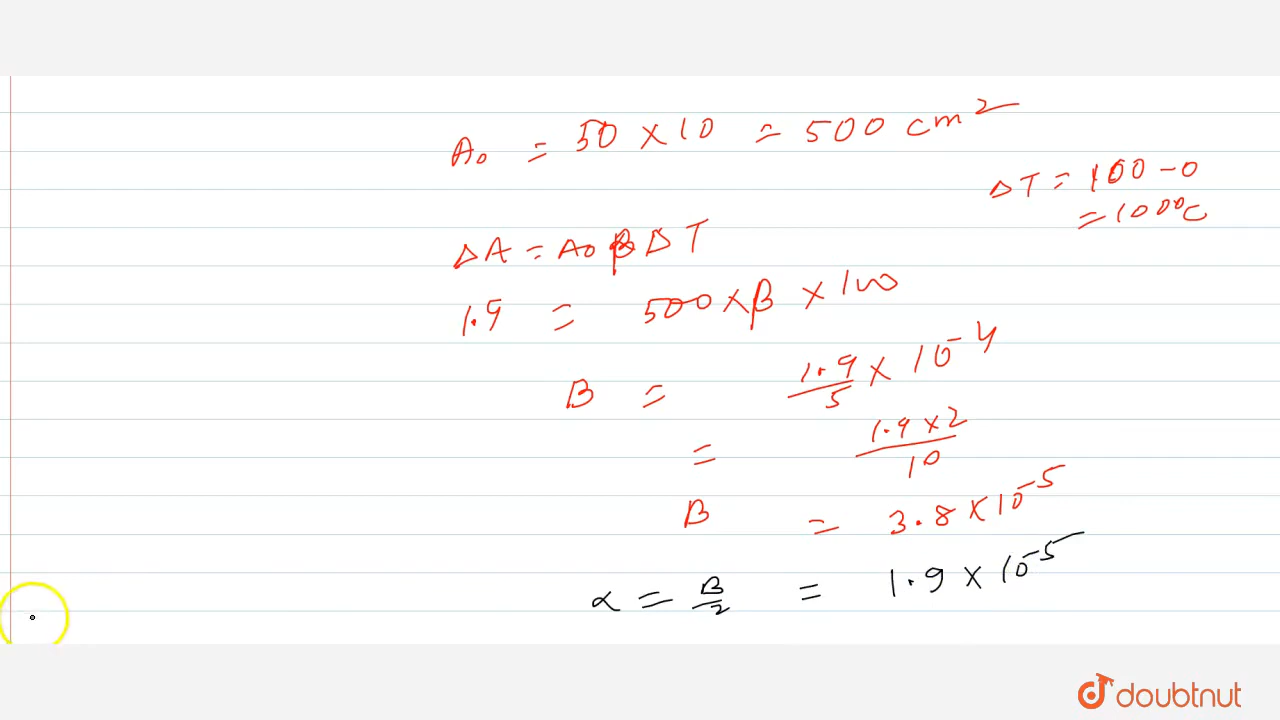 A₀ = 50 × 10 = 500 cm²
ΔT = 100 - 0
= 100°C
ΔA = A₀ β Δ T
1.9 = 500 × β × 100
β = 1.9/5 × 10⁻⁴
= 1.9 × 2/10
β = 3.8 × 10⁻⁵
α = β/2 = 1.9 × 10⁻⁵
doubtnut